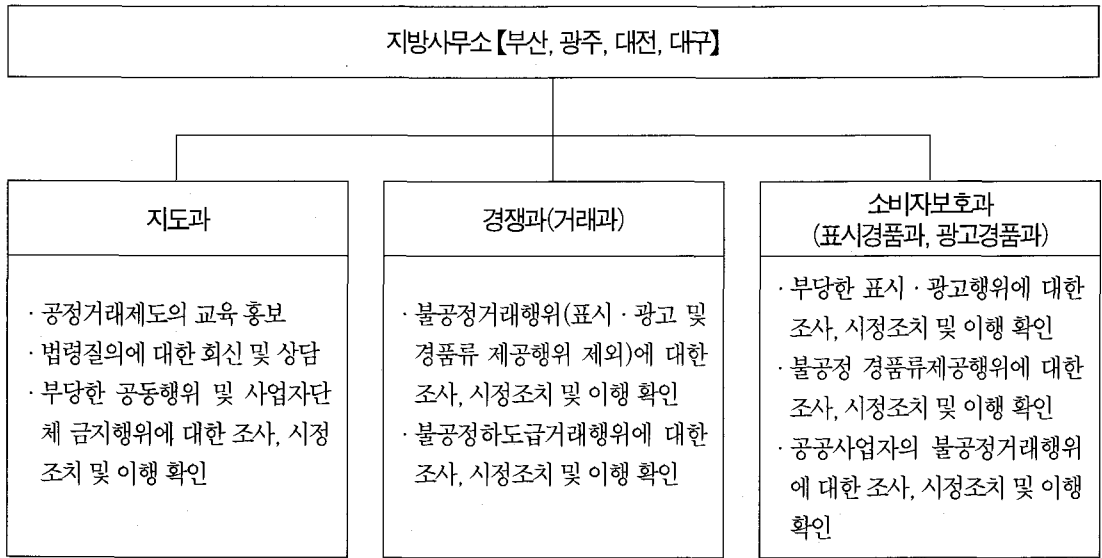 지방사무소【부산, 광주, 대전, 대구】
지도과
· 공정거래제도의 교육 홍보
· 법령질의에 대한 회신 및 상담
· 부당한 공동행위 및 사업자단
체 금지행위에 대한 조사, 시정
조치 및 이행 확인
경쟁과(거래과)
· 불공정거래행위(표시 · 광고 및
경품류 제공행위 제외)에 대한
조사, 시정조치 및 이행 확인
· 불공정하도급거래행위에 대한
조사, 시정조치 및 이행 확인
소비자보호과
(표시경품과, 광고경품과)
· 부당한 표시 · 광고행위에 대한
조사, 시정조치 및 이행 확인
· 불공정 경품류제공행위에 대한
조사, 시정조치 및 이행 확인
· 공공사업자의 불공정거래행위
에 대한 조사, 시정조치 및 이행
확인